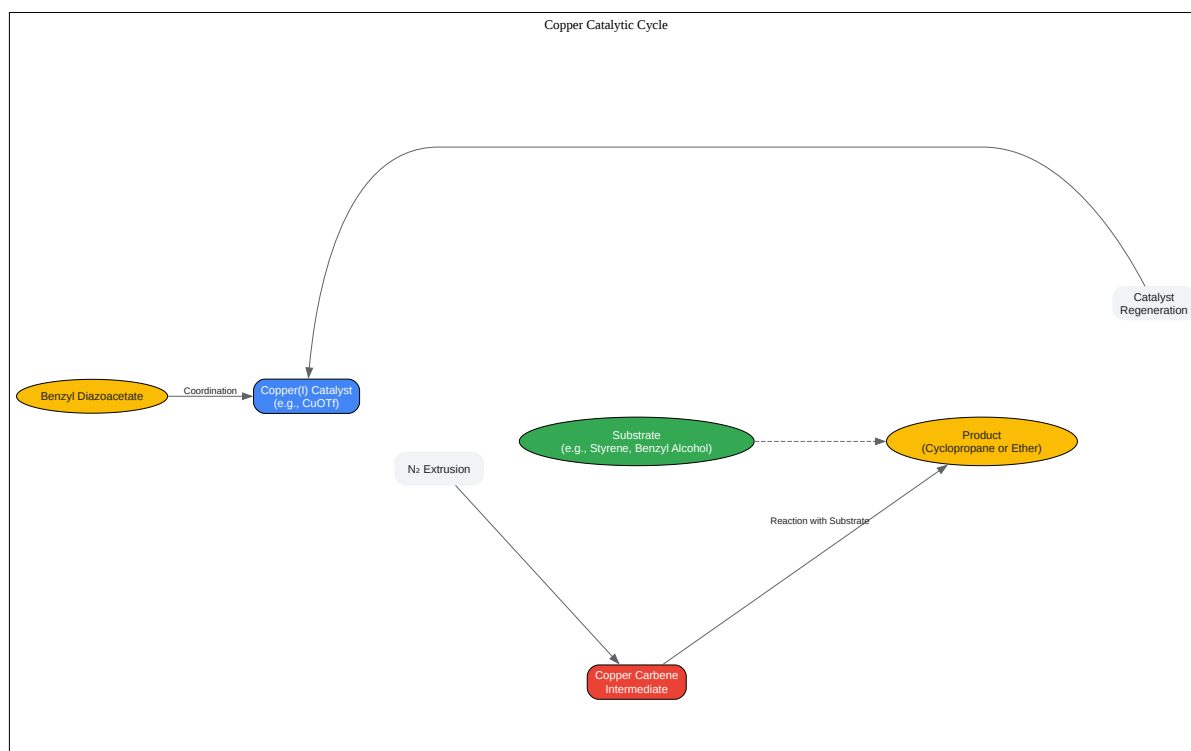 Copper Catalytic Cycle
Catalyst
Regeneration
Benzyl Diazoacetate
Coordination
Copper(I) Catalyst
(e.g., CuOTf)
Substrate
(e.g., Styrene, Benzyl Alcohol)
Product
(Cyclopropane or Ether)
N₂ Extrusion
Reaction with Substrate
Copper Carbene
Intermediate